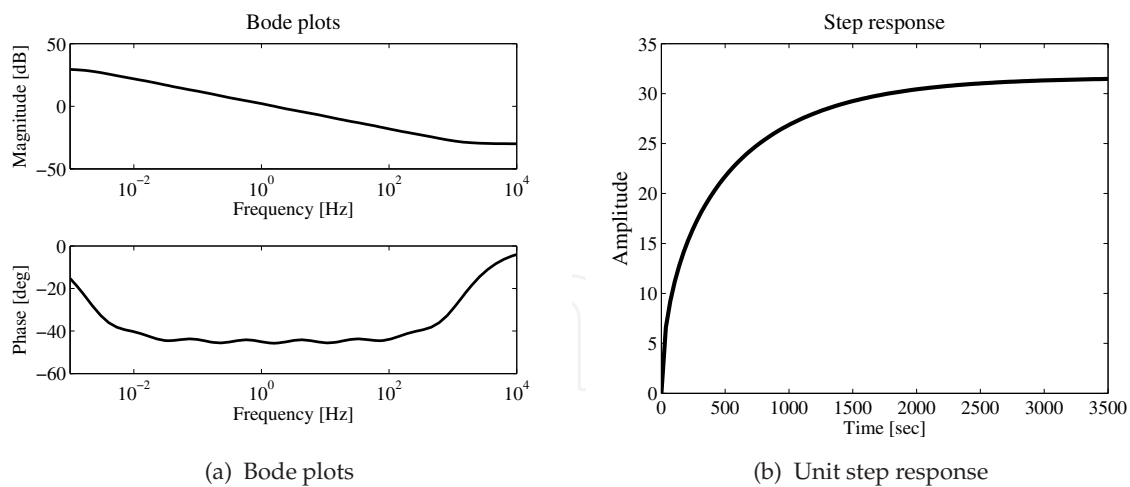 Bode plots
Magnitude [dB]
50
0
−50
10^-2
10^0
10^2
10^4
Frequency [Hz]
Phase [deg]
0
−20
−40
−60
10^-2
10^0
10^2
10^4
Frequency [Hz]
(a) Bode plots
Step response
Amplitude
35
30
25
20
15
10
5
0
0 500 1000 1500 2000 2500 3000 3500
Time [sec]
(b) Unit step response